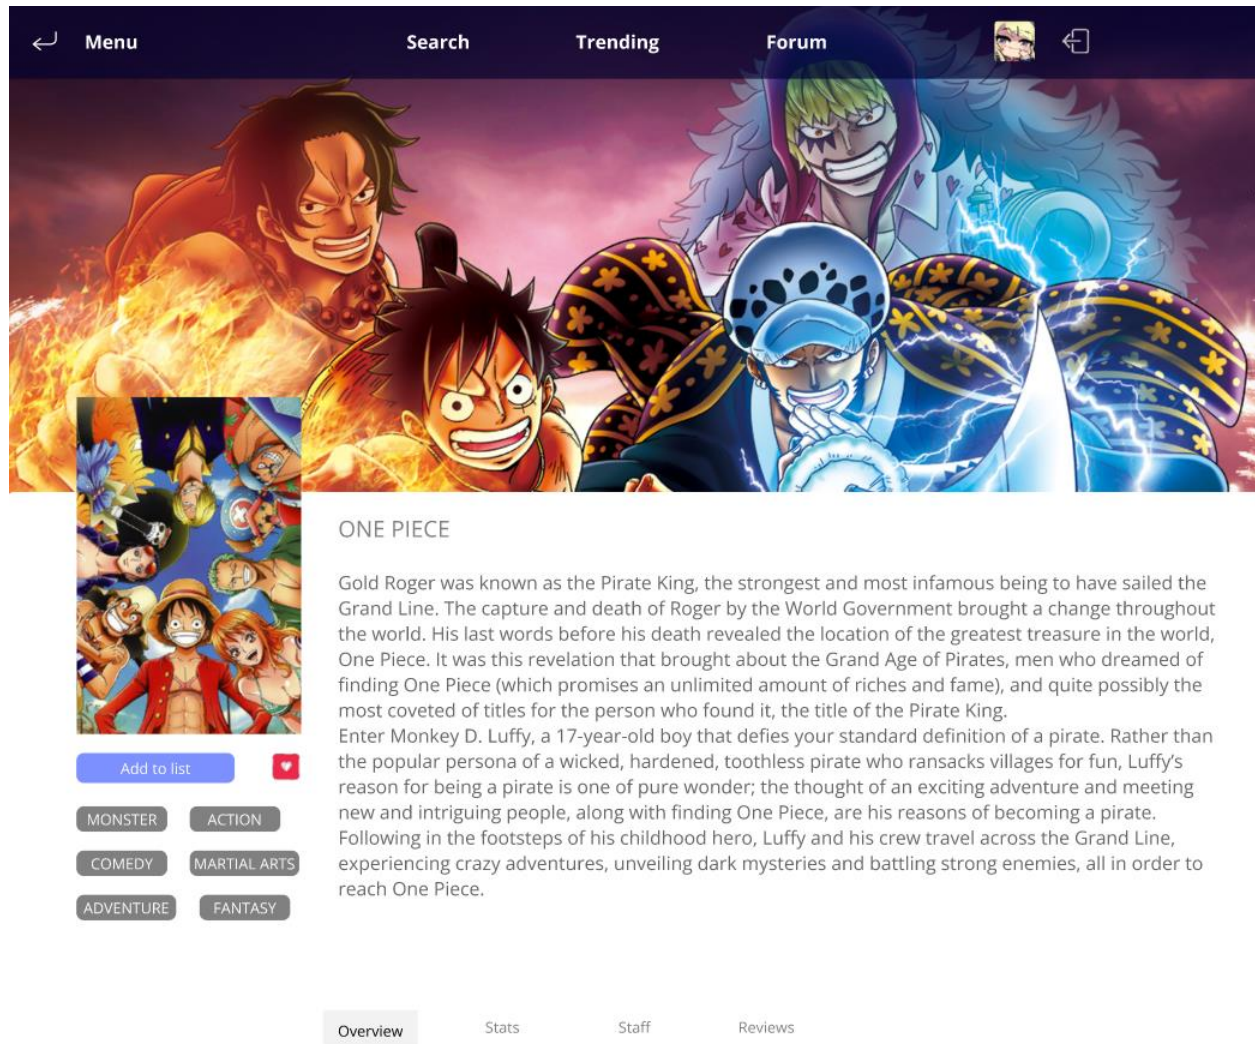 Menu
Search
Trending
Forum
ONE PIECE
Gold Roger was known as the Pirate King, the strongest and most infamous being to have sailed the
Grand Line. The capture and death of Roger by the World Government brought a change throughout
the world. His last words before his death revealed the location of the greatest treasure in the world,
One Piece. It was this revelation that brought about the Grand Age of Pirates, men who dreamed of
finding One Piece (which promises an unlimited amount of riches and fame), and quite possibly the
most coveted of titles for the person who found it, the title of the Pirate King.
Enter Monkey D. Luffy, a 17-year-old boy that defies your standard definition of a pirate. Rather than
the popular persona of a wicked, hardened, toothless pirate who ransacks villages for fun, Luffy’s
reason for being a pirate is one of pure wonder; the thought of an exciting adventure and meeting
new and intriguing people, along with finding One Piece, are his reasons of becoming a pirate.
Following in the footsteps of his childhood hero, Luffy and his crew travel across the Grand Line,
experiencing crazy adventures, unveiling dark mysteries and battling strong enemies, all in order to
reach One Piece.
Add to list
MONSTER
ACTION
COMEDY
MARTIAL ARTS
ADVENTURE
FANTASY
Overview
Stats
Staff
Reviews